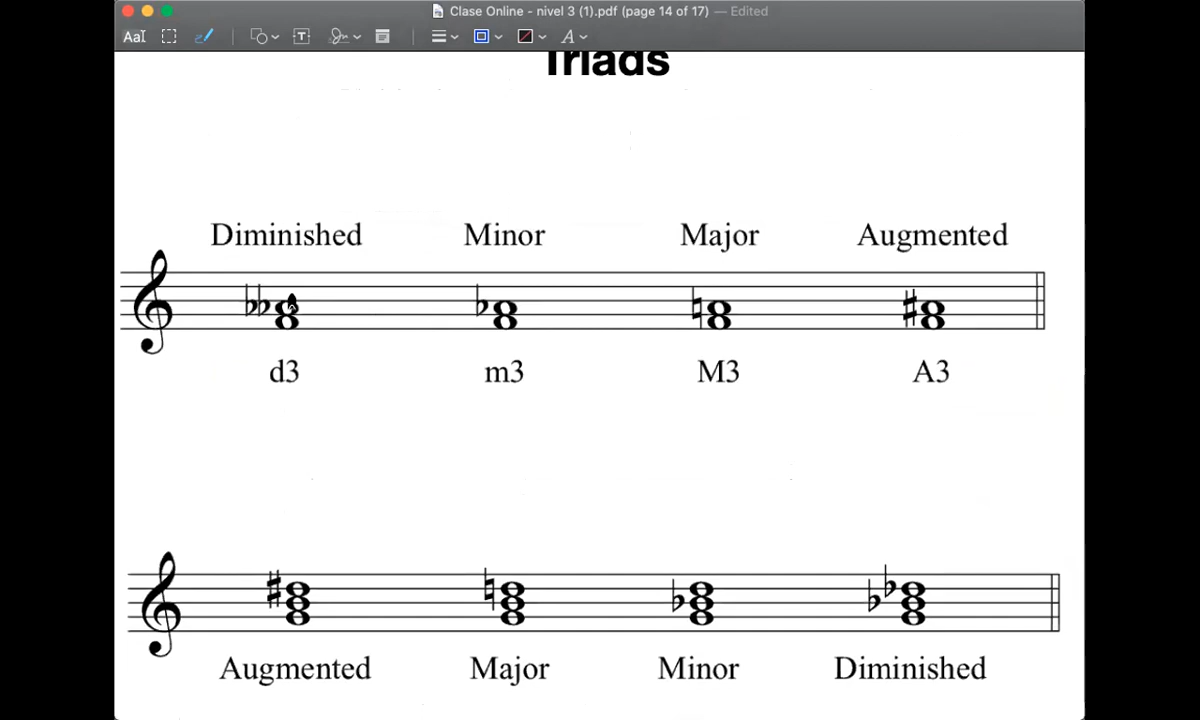 Clase Online - nivel 3 (1).pdf (page 14 of 17) — Edited
AaI T A
Triads
Diminished Minor Major Augmented
d3 m3 M3 A3
Augmented Major Minor Diminished